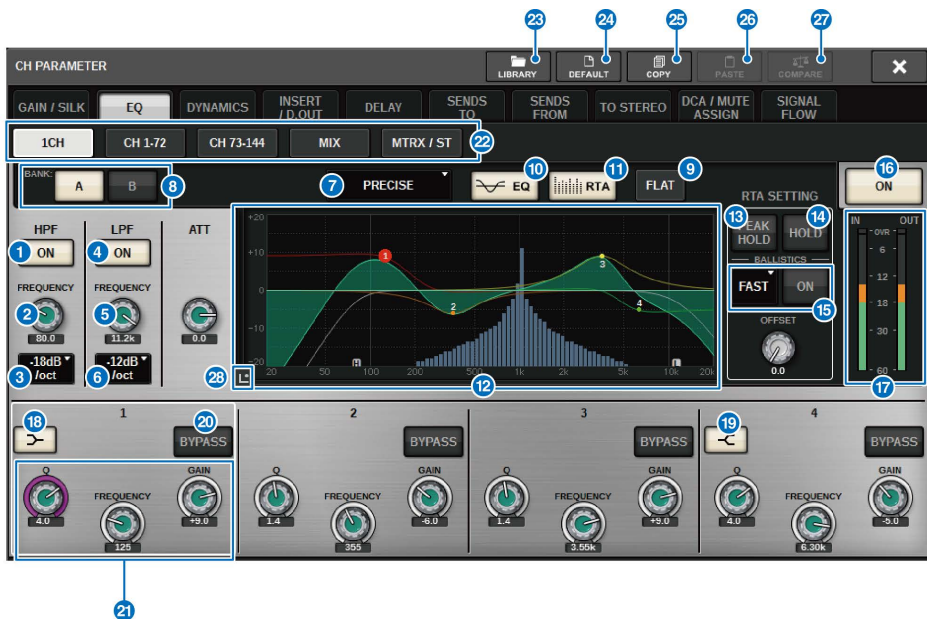 23 24 25 26 27
CH PARAMETER
LIBRARY DEFAULT COPY PASTE COMPARE
GAIN / SILK EQ DYNAMICS INSERT / D.OUT DELAY SENDS TO SENDS FROM TO STEREO DCA / MUTE ASSIGN SIGNAL FLOW
1CH CH 1-72 CH 73-144 MIX MTRX / ST 22
BANK: A B 8
7 PRECISE 10 EQ 11 RTA 9 FLAT
RTA SETTING
16 ON
HPF LPF ATT
1 ON 4 ON
FREQUENCY FREQUENCY
2 5
80.0 11.2k 0.0
-18dB /oct -12dB /oct
3 6
+20
+10
0
-10
-20
20 50 100 200 500 1k 2k 5k 10k 20k
1 2 3 4
H L
28 12
13 PEAK HOLD 14 HOLD
BALLISTICS
FAST ON
15
OFFSET
0.0
IN OUT
OVR
6
12
18
30
60
17
1 2 3 4
18 20 BYPASS BYPASS BYPASS 19 BYPASS
Q FREQUENCY GAIN Q FREQUENCY GAIN Q FREQUENCY GAIN Q FREQUENCY GAIN
4.0 125 +9.0 1.4 355 -6.0 1.4 3.55k +9.0 4.0 6.30k -5.0
21